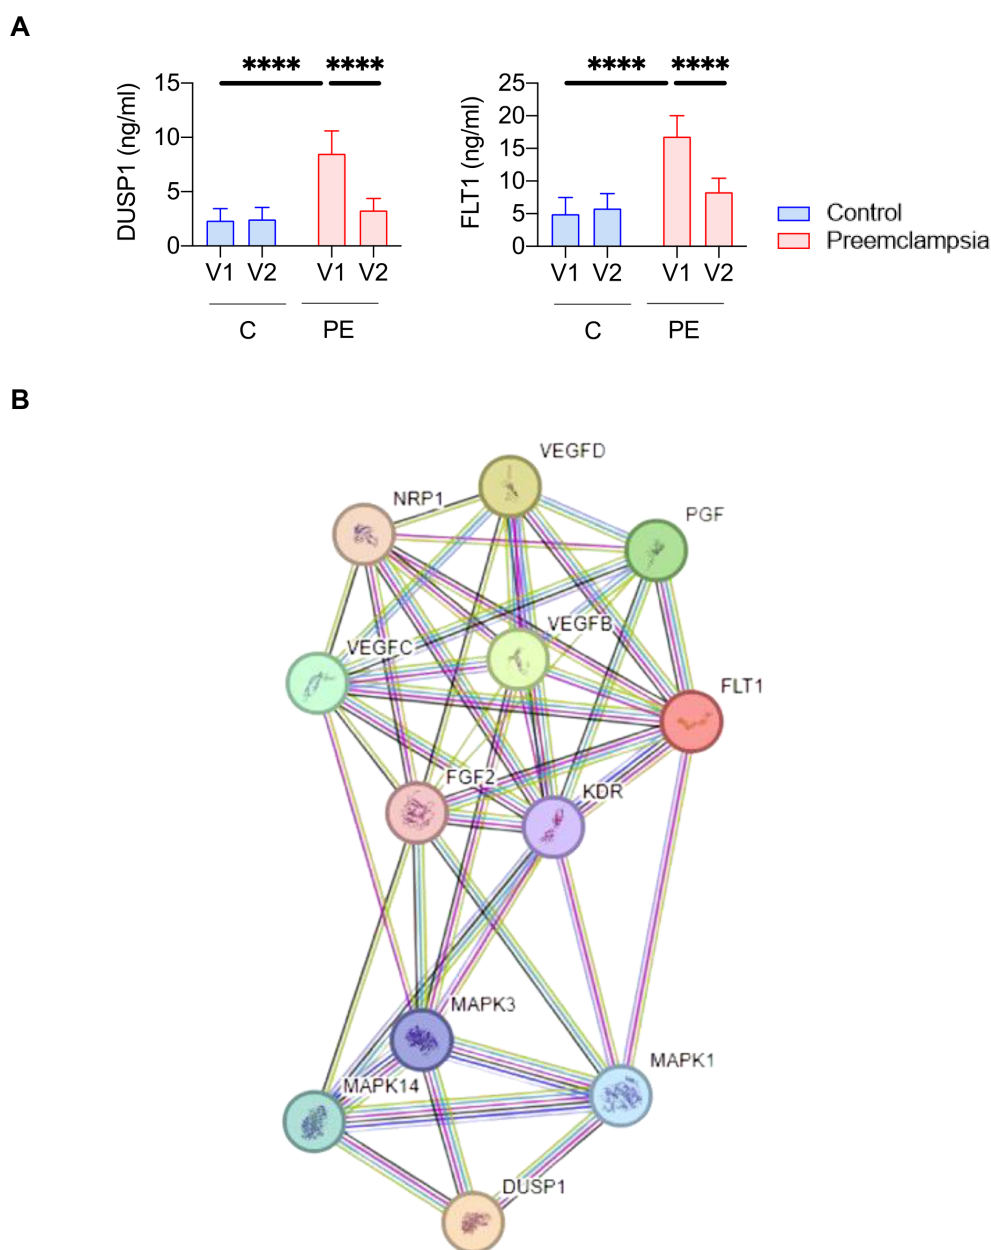 A
**** ****
DUSP1 (ng/ml)
15
10
5
0
V1 V2 V1 V2
C PE
**** ****
FLT1 (ng/ml)
25
20
15
10
5
0
V1 V2 V1 V2
C PE
Control
Preemclampsia
B
VEGFD
NRP1
PGF
VEGFB
VEGFC
FLT1
FGF2
KDR
MAPK3
MAPK1
MAPK14
DUSP1